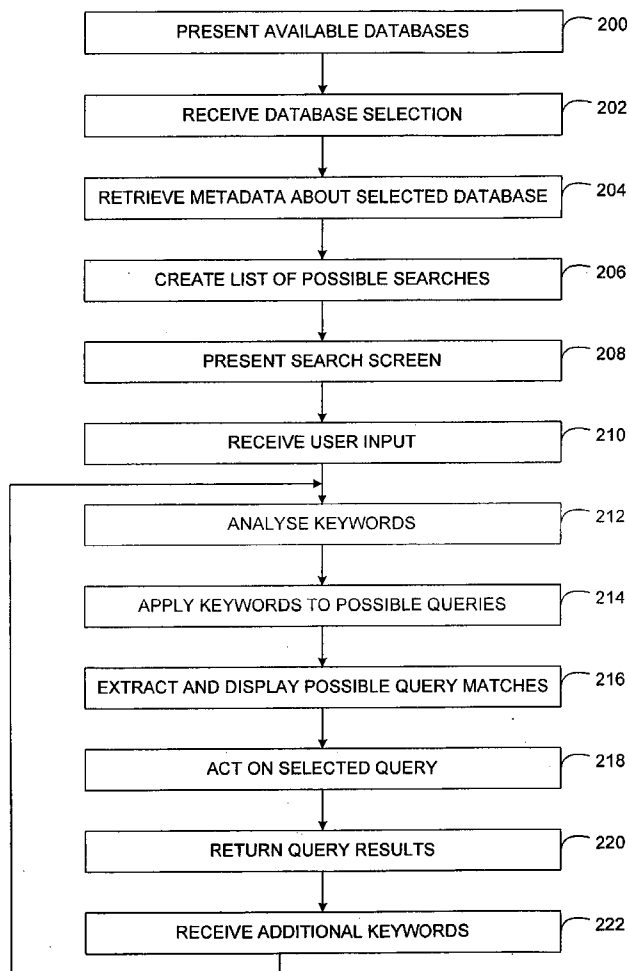 PRESENT AVAILABLE DATABASES 200
RECEIVE DATABASE SELECTION 202
RETRIEVE METADATA ABOUT SELECTED DATABASE 204
CREATE LIST OF POSSIBLE SEARCHES 206
PRESENT SEARCH SCREEN 208
RECEIVE USER INPUT 210
ANALYSE KEYWORDS 212
APPLY KEYWORDS TO POSSIBLE QUERIES 214
EXTRACT AND DISPLAY POSSIBLE QUERY MATCHES 216
ACT ON SELECTED QUERY 218
RETURN QUERY RESULTS 220
RECEIVE ADDITIONAL KEYWORDS 222